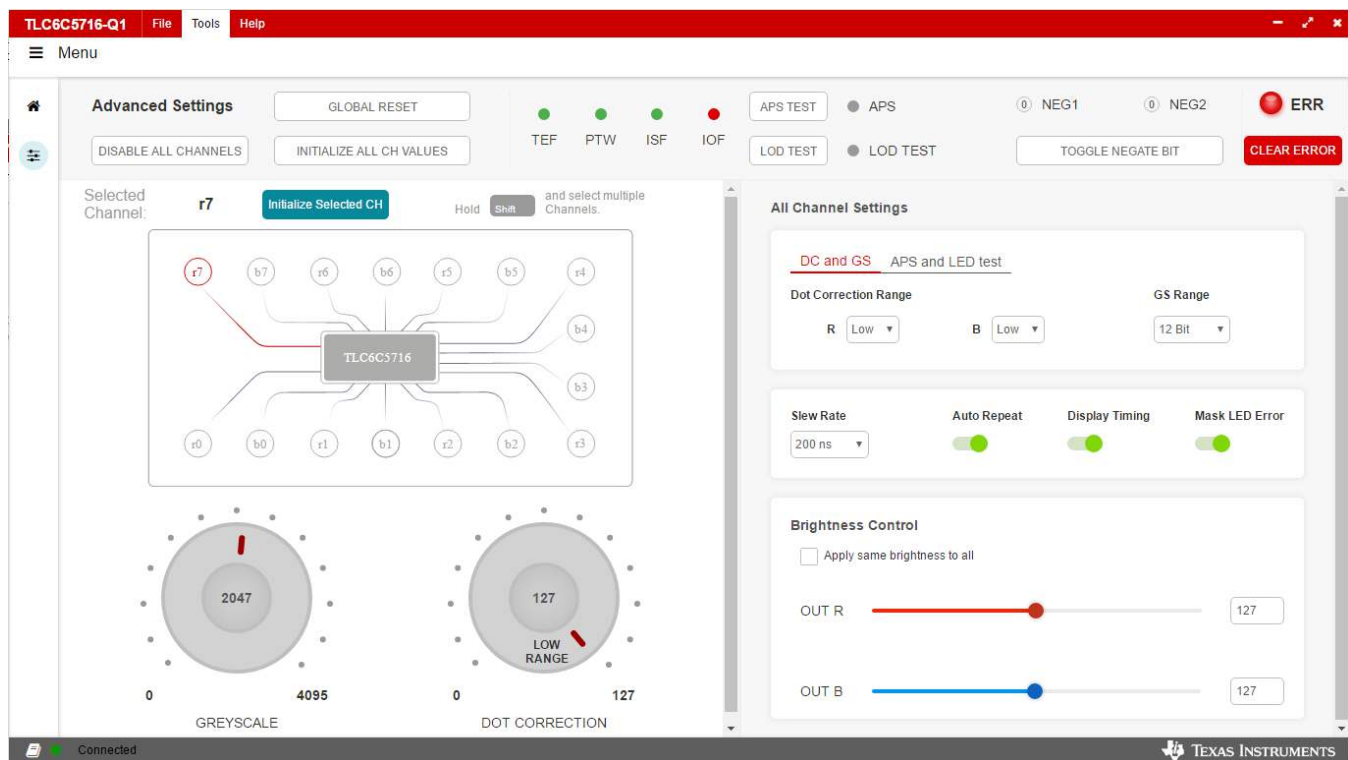 TLC6C5716-Q1 File Tools Help
Menu
Advanced Settings
GLOBAL RESET
DISABLE ALL CHANNELS
INITIALIZE ALL CH VALUES
TEF PTW ISF IOF
APS TEST APS
LOD TEST LOD TEST
0 NEG1 0 NEG2
TOGGLE NEGATE BIT
ERR
CLEAR ERROR
Selected
Channel:
r7
Initialize Selected CH
Hold Shift and select multiple
Channels.
r7 b7 r6 b6 r5 b5 r4
b4
TLC6C5716
b3
r0 b0 r1 b1 r2 b2 r3
2047
0 4095
GREYSCALE
127
LOW
RANGE
0 127
DOT CORRECTION
All Channel Settings
DC and GS APS and LED test
Dot Correction Range GS Range
R Low B Low 12 Bit
Slew Rate Auto Repeat Display Timing Mask LED Error
200 ns
Brightness Control
Apply same brightness to all
OUT R 127
OUT B 127
Connected
TEXAS INSTRUMENTS